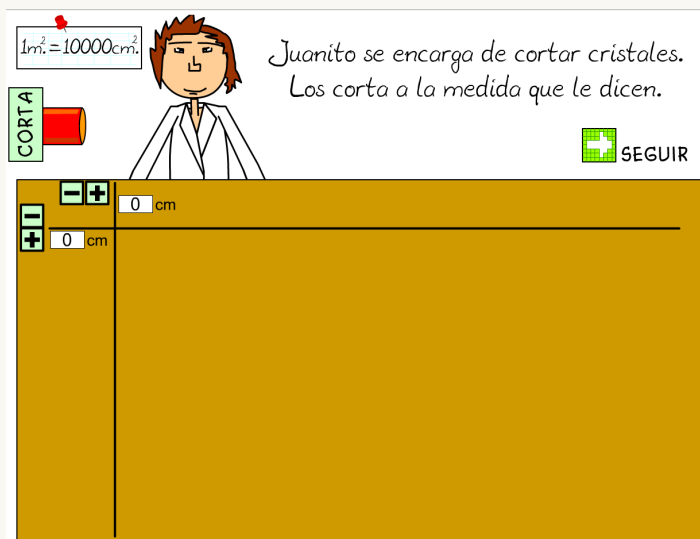 1m².=10000cm².
Juanito se encarga de cortar cristales.
Los corta a la medida que le dicen.
CORTA
SEGUIR
- +
0 cm
-
+ 0 cm